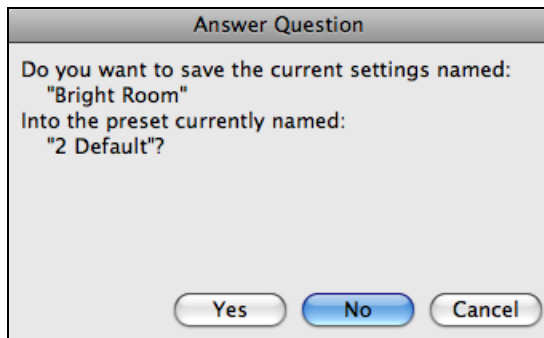 Answer Question
Do you want to save the current settings named:
"Bright Room"
Into the preset currently named:
"2 Default"?
Yes No Cancel